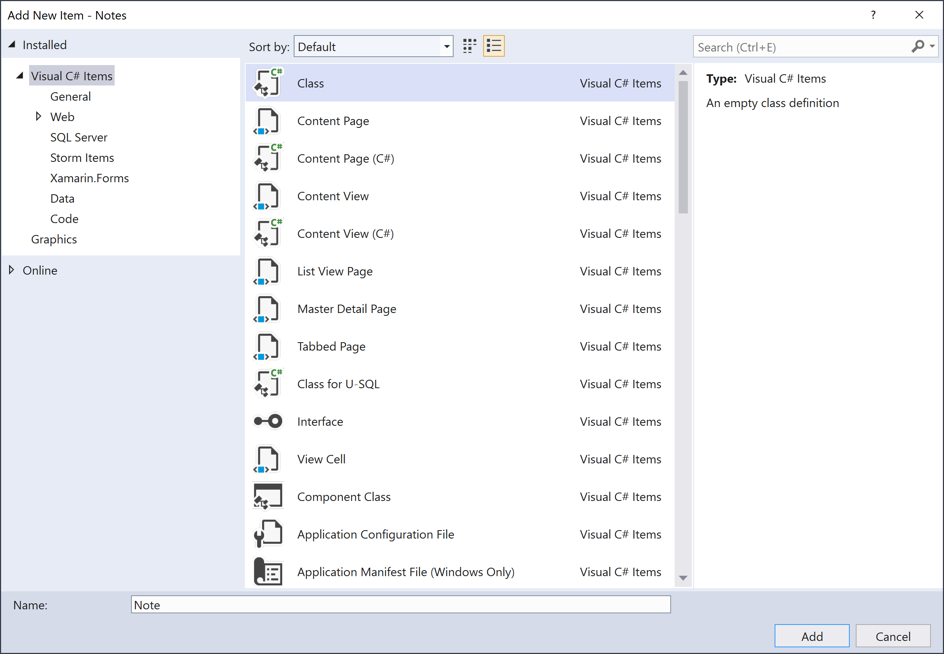 Add New Item - Notes
?
Installed
Sort by: Default
Search (Ctrl+E)
Visual C# Items
General
Web
SQL Server
Storm Items
Xamarin.Forms
Data
Code
Graphics
Online
C# Class Visual C# Items
Content Page Visual C# Items
C# Content Page (C#) Visual C# Items
Content View Visual C# Items
C# Content View (C#) Visual C# Items
List View Page Visual C# Items
Master Detail Page Visual C# Items
Tabbed Page Visual C# Items
C# Class for U-SQL Visual C# Items
Interface Visual C# Items
View Cell Visual C# Items
Component Class Visual C# Items
Application Configuration File Visual C# Items
Application Manifest File (Windows Only) Visual C# Items
Type: Visual C# Items
An empty class definition
Name: Note
Add Cancel